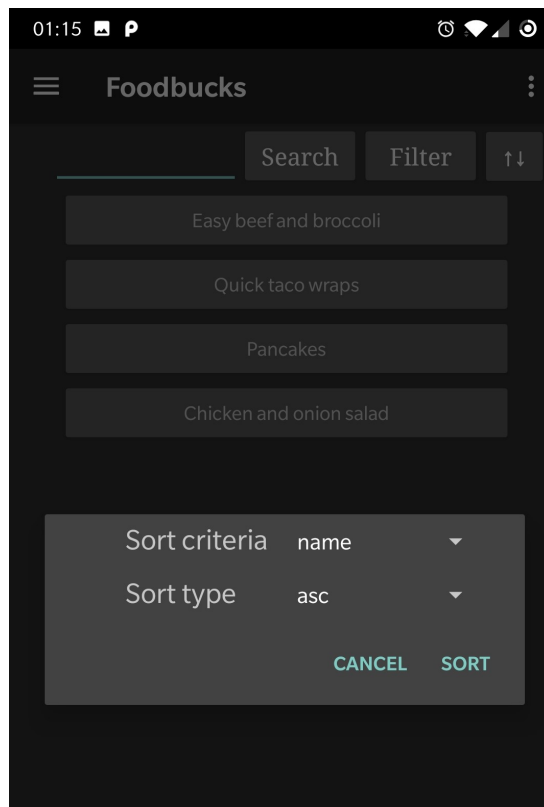 01:15
Foodbucks
Search Filter ↑↓
Easy beef and broccoli
Quick taco wraps
Pancakes
Chicken and onion salad
Sort criteria name
Sort type asc
CANCEL SORT